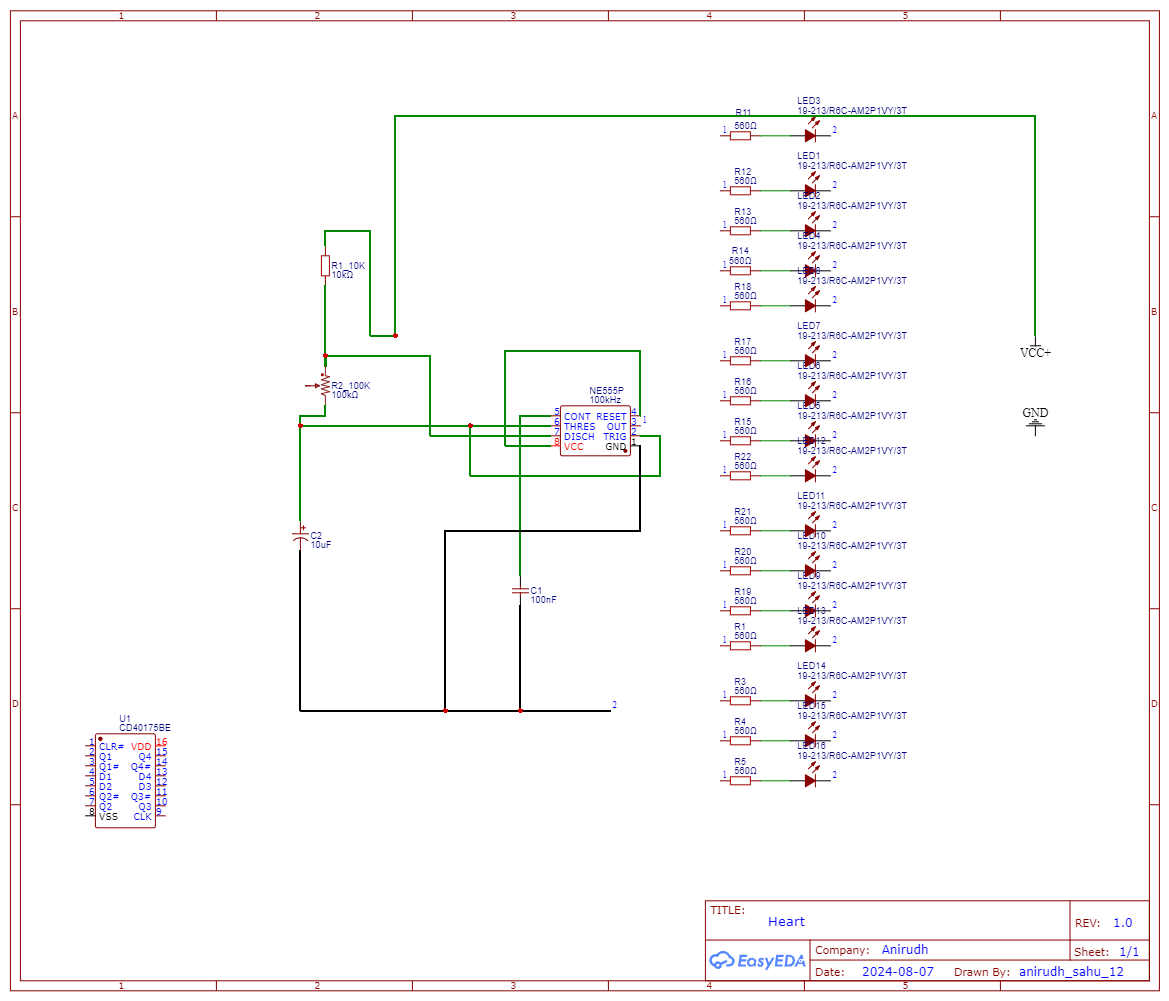 1 2 3 4 5
A A
B B
C C
D D
LED3
19-213/R6C-AM2P1VY/3T
R11
560Ω
1 2
LED1
19-213/R6C-AM2P1VY/3T
R12
560Ω
1 2
LED2
19-213/R6C-AM2P1VY/3T
R13
560Ω
1 2
LED4
19-213/R6C-AM2P1VY/3T
R14
560Ω
1 2
19-213/R6C-AM2P1VY/3T
R18
560Ω
1 2
LED7
19-213/R6C-AM2P1VY/3T
R17
560Ω
1 2
LED6
19-213/R6C-AM2P1VY/3T
R16
560Ω
1 2
LED5
19-213/R6C-AM2P1VY/3T
R15
560Ω
1 2
LED12
19-213/R6C-AM2P1VY/3T
R22
560Ω
1 2
LED11
19-213/R6C-AM2P1VY/3T
R21
560Ω
1 2
LED10
19-213/R6C-AM2P1VY/3T
R20
560Ω
1 2
LED9
19-213/R6C-AM2P1VY/3T
R19
560Ω
1 2
LED13
19-213/R6C-AM2P1VY/3T
R1
560Ω
1 2
LED14
19-213/R6C-AM2P1VY/3T
R3
560Ω
1 2
LED15
19-213/R6C-AM2P1VY/3T
R4
560Ω
1 2
LED16
19-213/R6C-AM2P1VY/3T
R5
560Ω
1 2
R1_10K
10kΩ
R2_100K
100kΩ
NE555P
100kHz
5 CONT RESET 4
6 THRES OUT 3 1
7 DISCH TRIG 2
8 VCC GND 1
C2
10uF
C1
100nF
2
VCC+
GND
U1
CD40175BE
1 CLR# VDD 16
2 Q1 Q4 15
3 Q1# Q4# 14
4 D1 D4 13
5 D2 D3 12
6 Q2# Q3# 11
7 Q2 Q3 10
8 VSS CLK 9
TITLE:
Heart
REV: 1.0
EasyEDA
Company: Anirudh
Sheet: 1/1
Date: 2024-08-07 Drawn By: anirudh_sahu_12
1 2 3 4 5